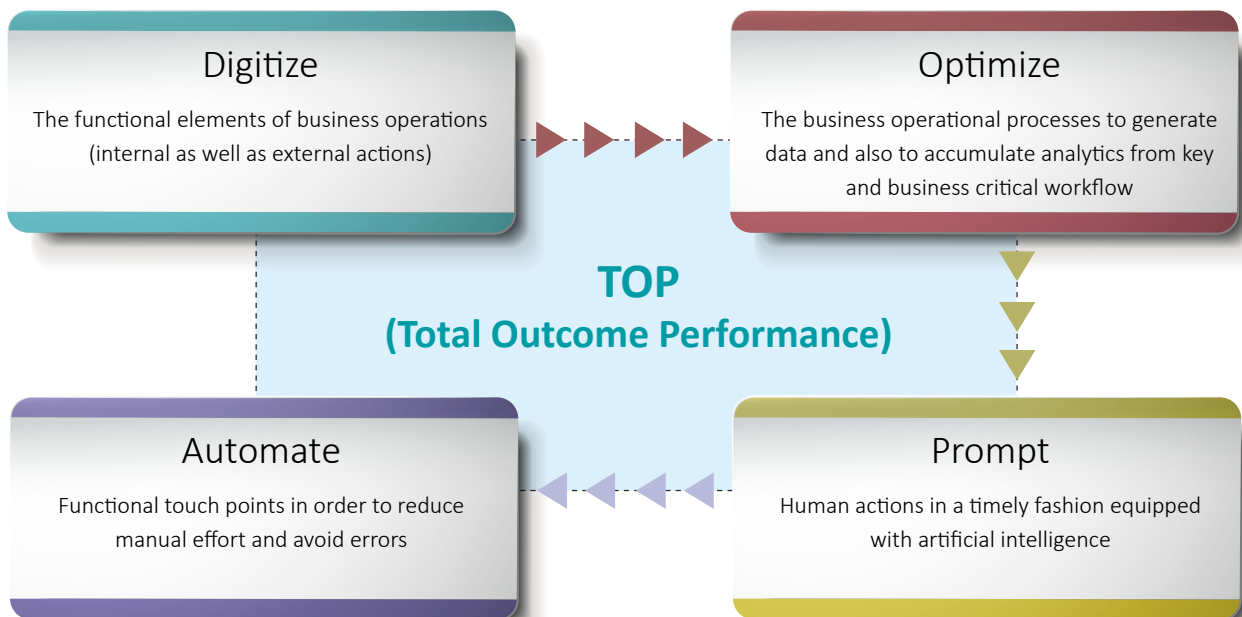 Digitize
The functional elements of business operations
(internal as well as external actions)
Optimize
The business operational processes to generate
data and also to accumulate analytics from key
and business critical workflow
TOP
(Total Outcome Performance)
Automate
Functional touch points in order to reduce
manual effort and avoid errors
Prompt
Human actions in a timely fashion equipped
with artificial intelligence